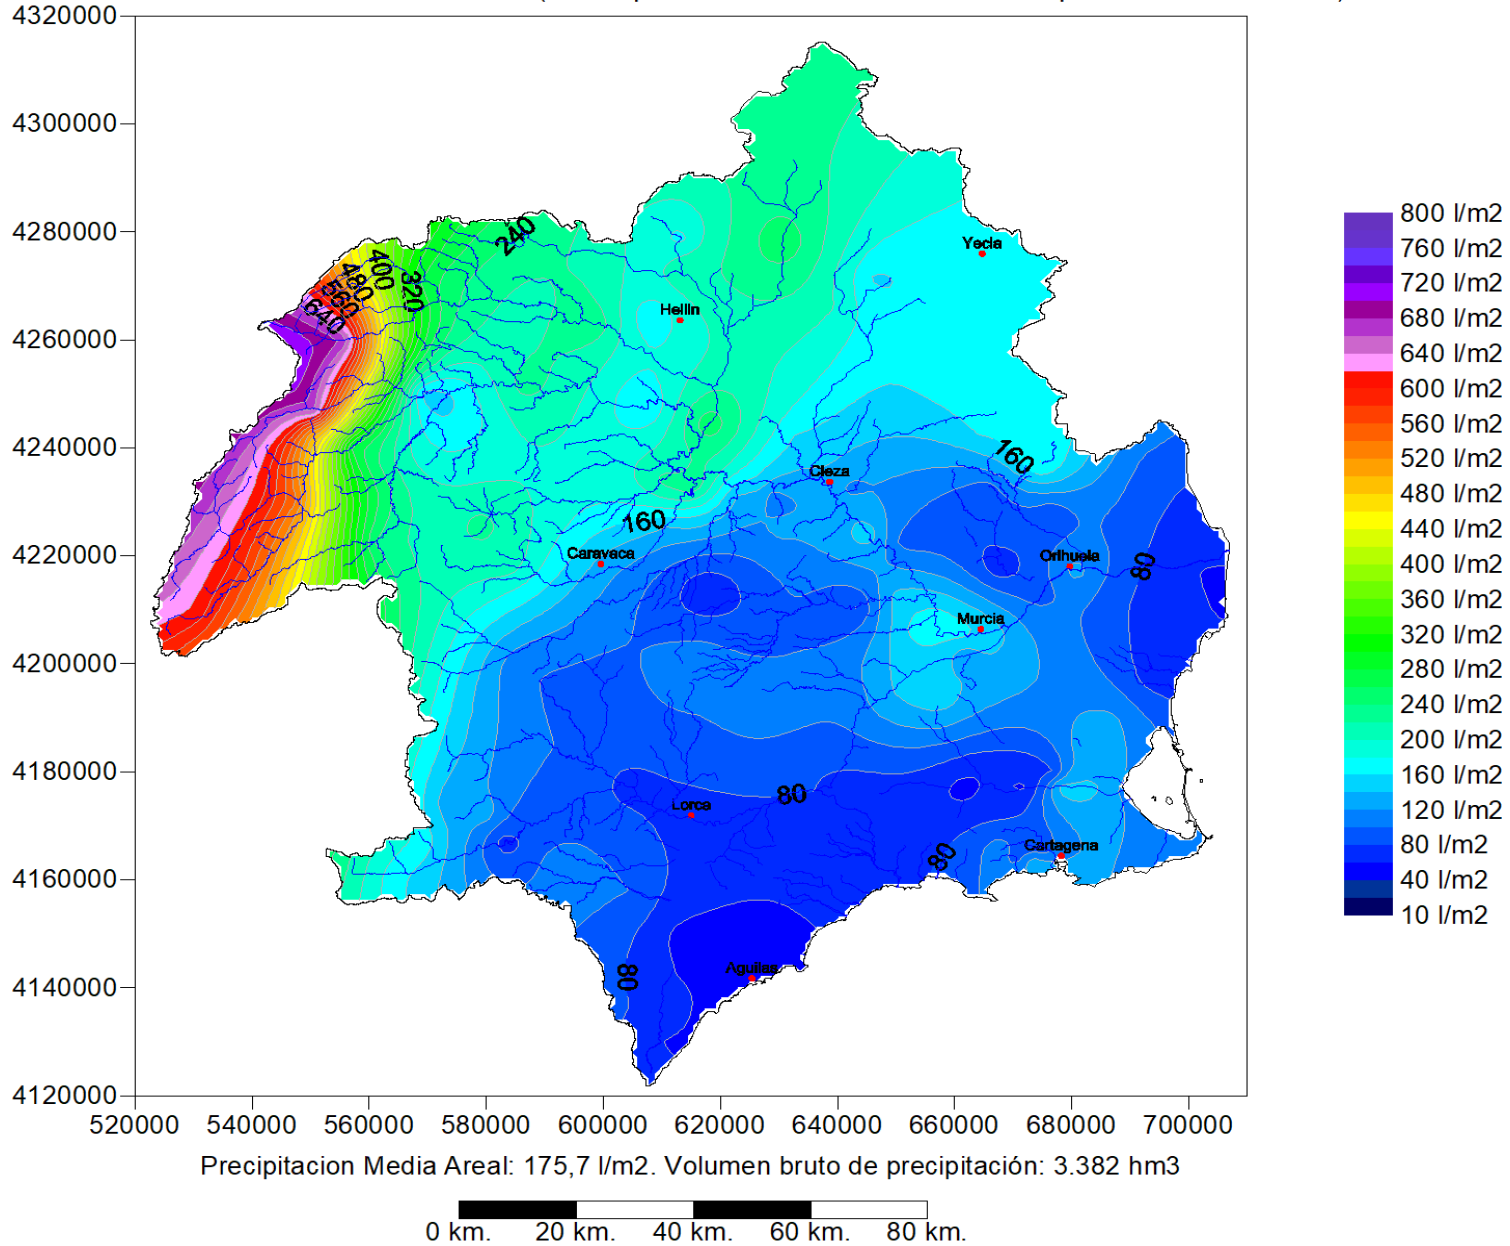 4320000
4300000
4280000
4260000
4240000
4220000
4200000
4180000
4160000
4140000
4120000
520000 540000 560000 580000 600000 620000 640000 660000 680000 700000
240
400
480
320
560
640
Yecla
Hellin
160
Cieza
160
Caravaca
Orihuela
80
Murcia
80
Lorca
Cartagena
80
Aguilas
80
800 l/m2
760 l/m2
720 l/m2
680 l/m2
640 l/m2
600 l/m2
560 l/m2
520 l/m2
480 l/m2
440 l/m2
400 l/m2
360 l/m2
320 l/m2
280 l/m2
240 l/m2
200 l/m2
160 l/m2
120 l/m2
80 l/m2
40 l/m2
10 l/m2
Precipitacion Media Areal: 175,7 l/m2. Volumen bruto de precipitación: 3.382 hm3
0 km. 20 km. 40 km. 60 km. 80 km.